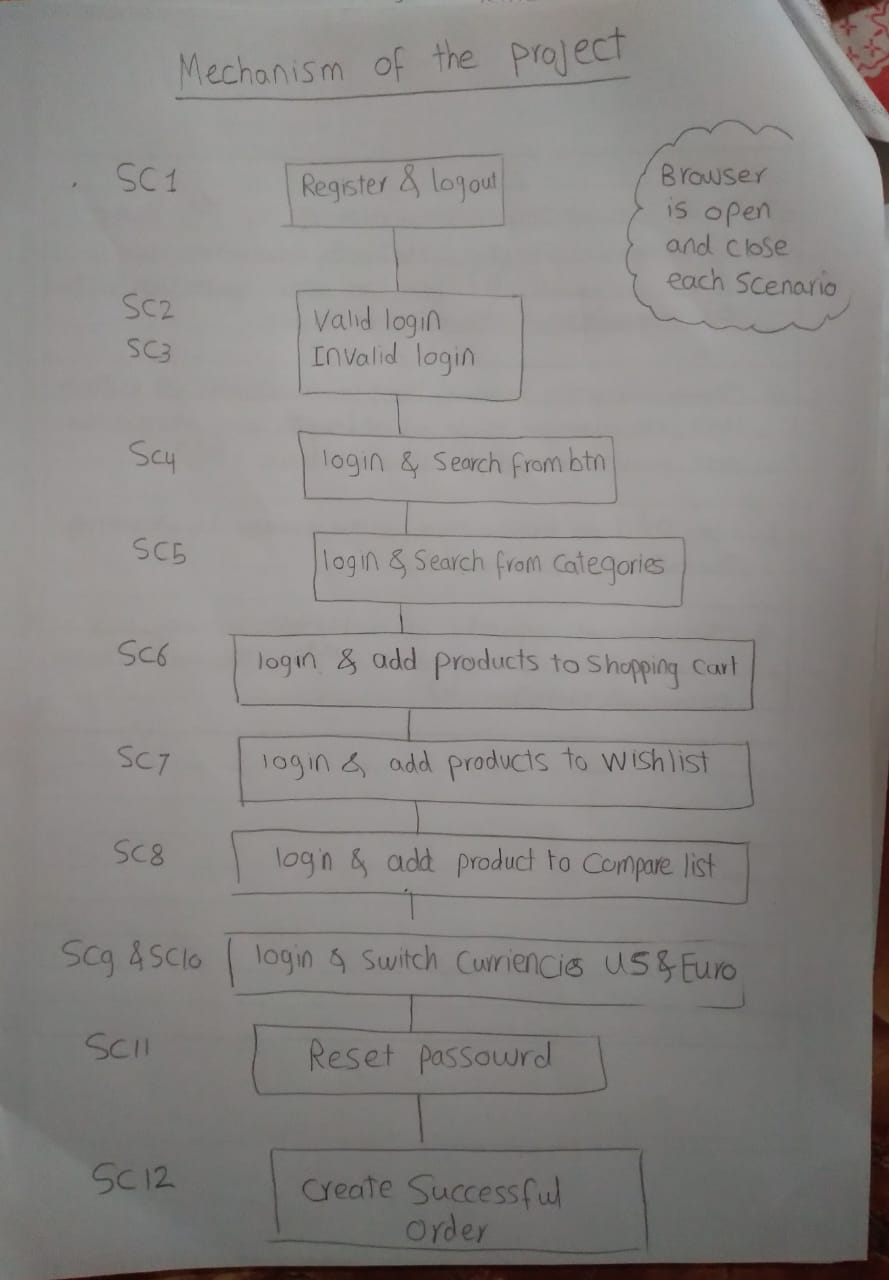 Mechanism of the project
SC1
Register & logout
Browser
is open
and close
each Scenario
SC2
Valid login
SC3
Invalid login
SC4
login & Search from btn
SC5
login & Search from Categories
SC6
login & add products to Shopping Cart
SC7
login & add products to Wishlist
SC8
login & add product to Compare list
SC9 & SC10
login & Switch Curriencies US & Euro
SC11
Reset passowrd
SC12
Create Successful
Order